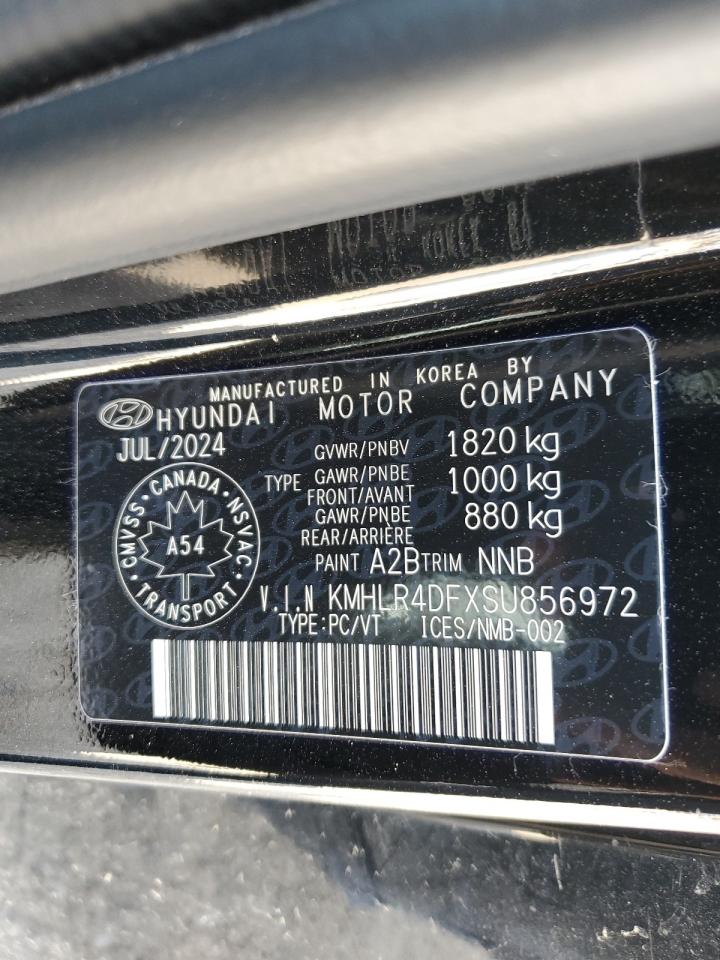 MANUFACTURED IN KOREA BY
HYUNDAI MOTOR COMPANY
JUL/2024
GVWR/PNBV 1820 kg
TYPE GAWR/PNBE FRONT/AVANT 1000 kg
GAWR/PNBE REAR/ARRIÈRE 880 kg
PAINT A2B TRIM NNB
CMVSS · CANADA · NSVAC
A54
TRANSPORT
V.I.N KMHLR4DFXSU856972
TYPE:PC/VT ICES/NMB-002